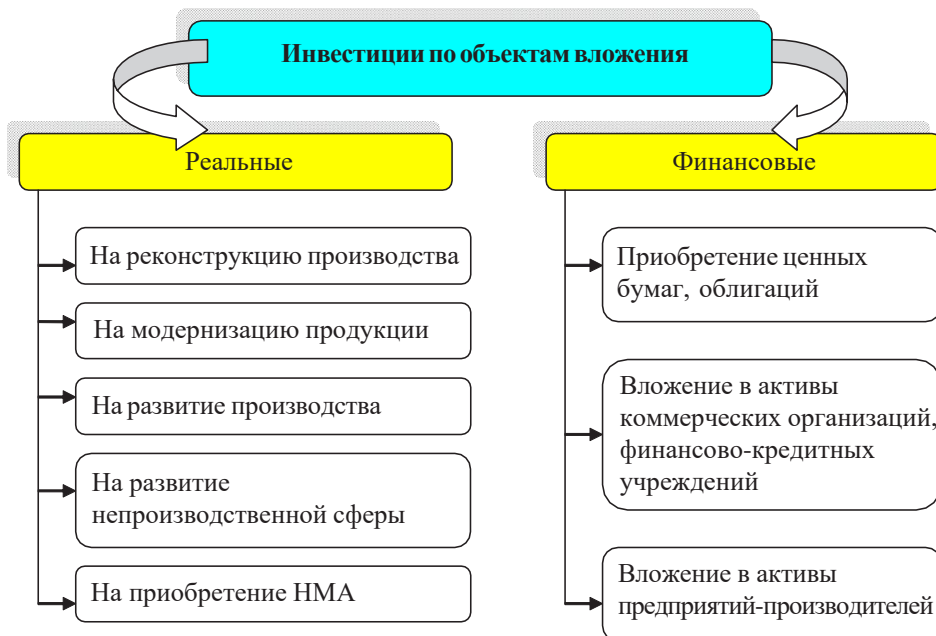 Инвестиции по объектам вложения
Реальные
На реконструкцию производства
На модернизацию продукции
На развитие производства
На развитие
непроизводственной сферы
На приобретение НМА
Финансовые
Приобретение ценных
бумаг, облигаций
Вложение в активы
коммерческих организаций,
финансово-кредитных
учреждений
Вложение в активы
предприятий-производителей